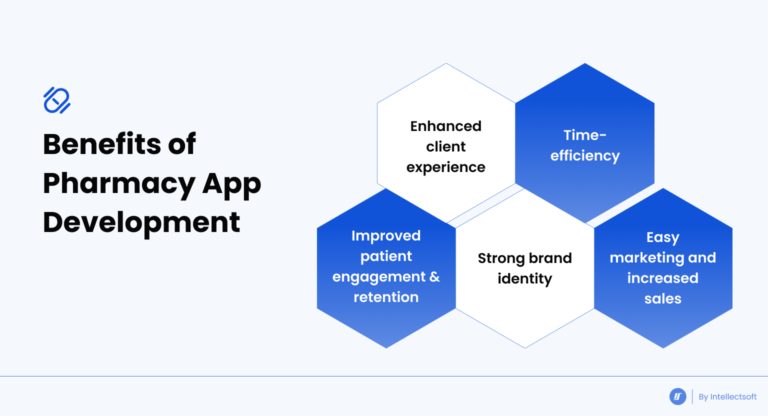 Benefits of
Pharmacy App
Development
Enhanced
client
experience
Time-
efficiency
Improved
patient
engagement &
retention
Strong brand
identity
Easy
marketing and
increased
sales
By Intellectsoft